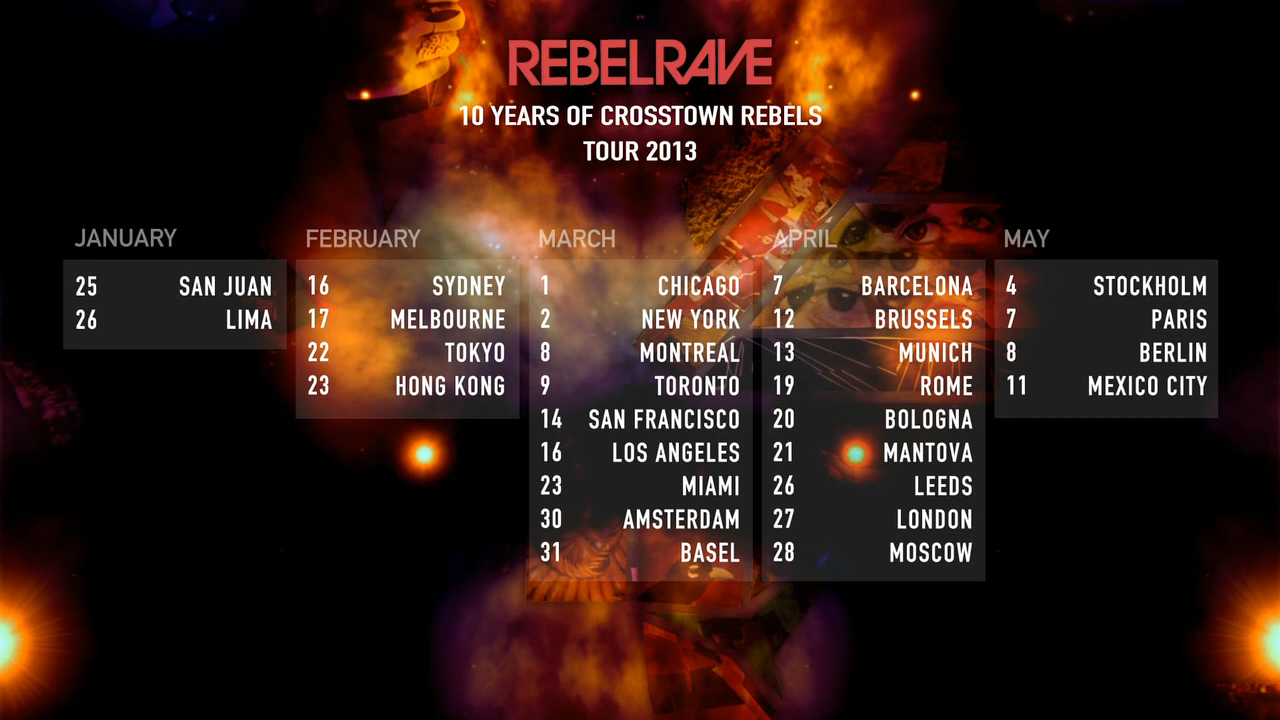 REBELRAVE
10 YEARS OF CROSSTOWN REBELS
TOUR 2013
JANUARY
25 SAN JUAN
26 LIMA
FEBRUARY
16 SYDNEY
17 MELBOURNE
22 TOKYO
23 HONG KONG
MARCH
1 CHICAGO
2 NEW YORK
8 MONTREAL
9 TORONTO
14 SAN FRANCISCO
16 LOS ANGELES
23 MIAMI
30 AMSTERDAM
31 BASEL
APRIL
7 BARCELONA
12 BRUSSELS
13 MUNICH
19 ROME
20 BOLOGNA
21 MANTOVA
26 LEEDS
27 LONDON
28 MOSCOW
MAY
4 STOCKHOLM
7 PARIS
8 BERLIN
11 MEXICO CITY